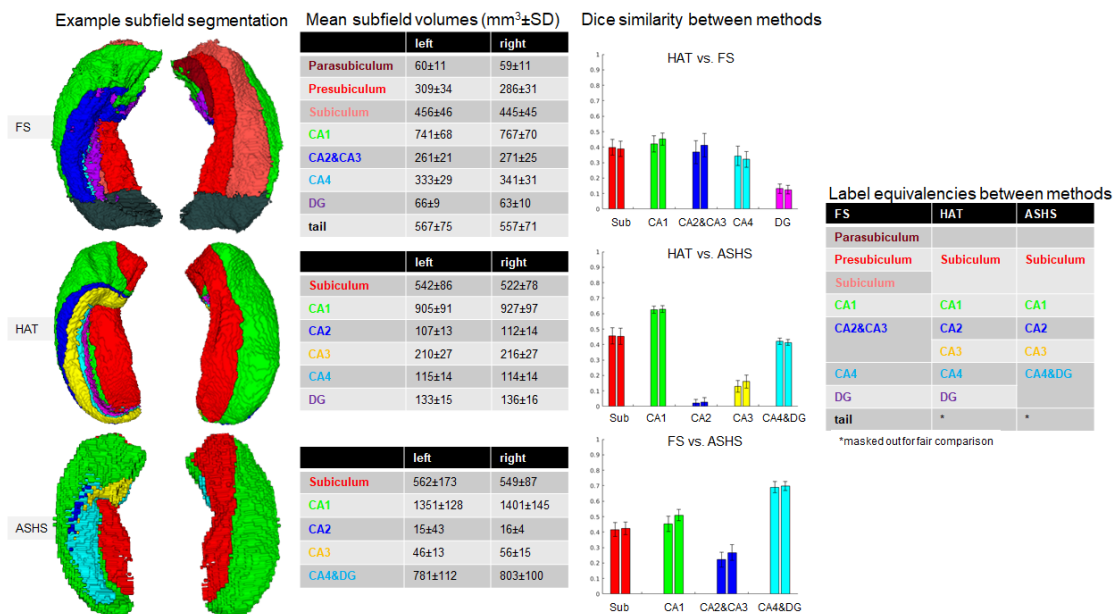 Example subfield segmentation
Mean subfield volumes (mm³±SD)
Dice similarity between methods
FS
left right
Parasubiculum 60±11 59±11
Presubiculum 309±34 286±31
Subiculum 456±46 445±45
CA1 741±68 767±70
CA2&CA3 261±21 271±25
CA4 333±29 341±31
DG 66±9 63±10
tail 567±75 557±71
HAT vs. FS
1
0.9
0.8
0.7
0.6
0.5
0.4
0.3
0.2
0.1
0
Sub CA1 CA2&CA3 CA4 DG
HAT
left right
Subiculum 542±86 522±78
CA1 905±91 927±97
CA2 107±13 112±14
CA3 210±27 216±27
CA4 115±14 114±14
DG 133±15 136±16
HAT vs. ASHS
1
0.9
0.8
0.7
0.6
0.5
0.4
0.3
0.2
0.1
0
Sub CA1 CA2 CA3 CA4&DG
ASHS
left right
Subiculum 562±173 549±87
CA1 1351±128 1401±145
CA2 15±43 16±4
CA3 46±13 56±15
CA4&DG 781±112 803±100
FS vs. ASHS
1
0.9
0.8
0.7
0.6
0.5
0.4
0.3
0.2
0.1
0
Sub CA1 CA2&CA3 CA4&DG
Label equivalencies between methods
FS HAT ASHS
Parasubiculum
Presubiculum Subiculum Subiculum
Subiculum
CA1 CA1 CA1
CA2&CA3 CA2 CA2
CA3 CA3
CA4 CA4 CA4&DG
DG DG
tail * *
*masked out for fair comparison